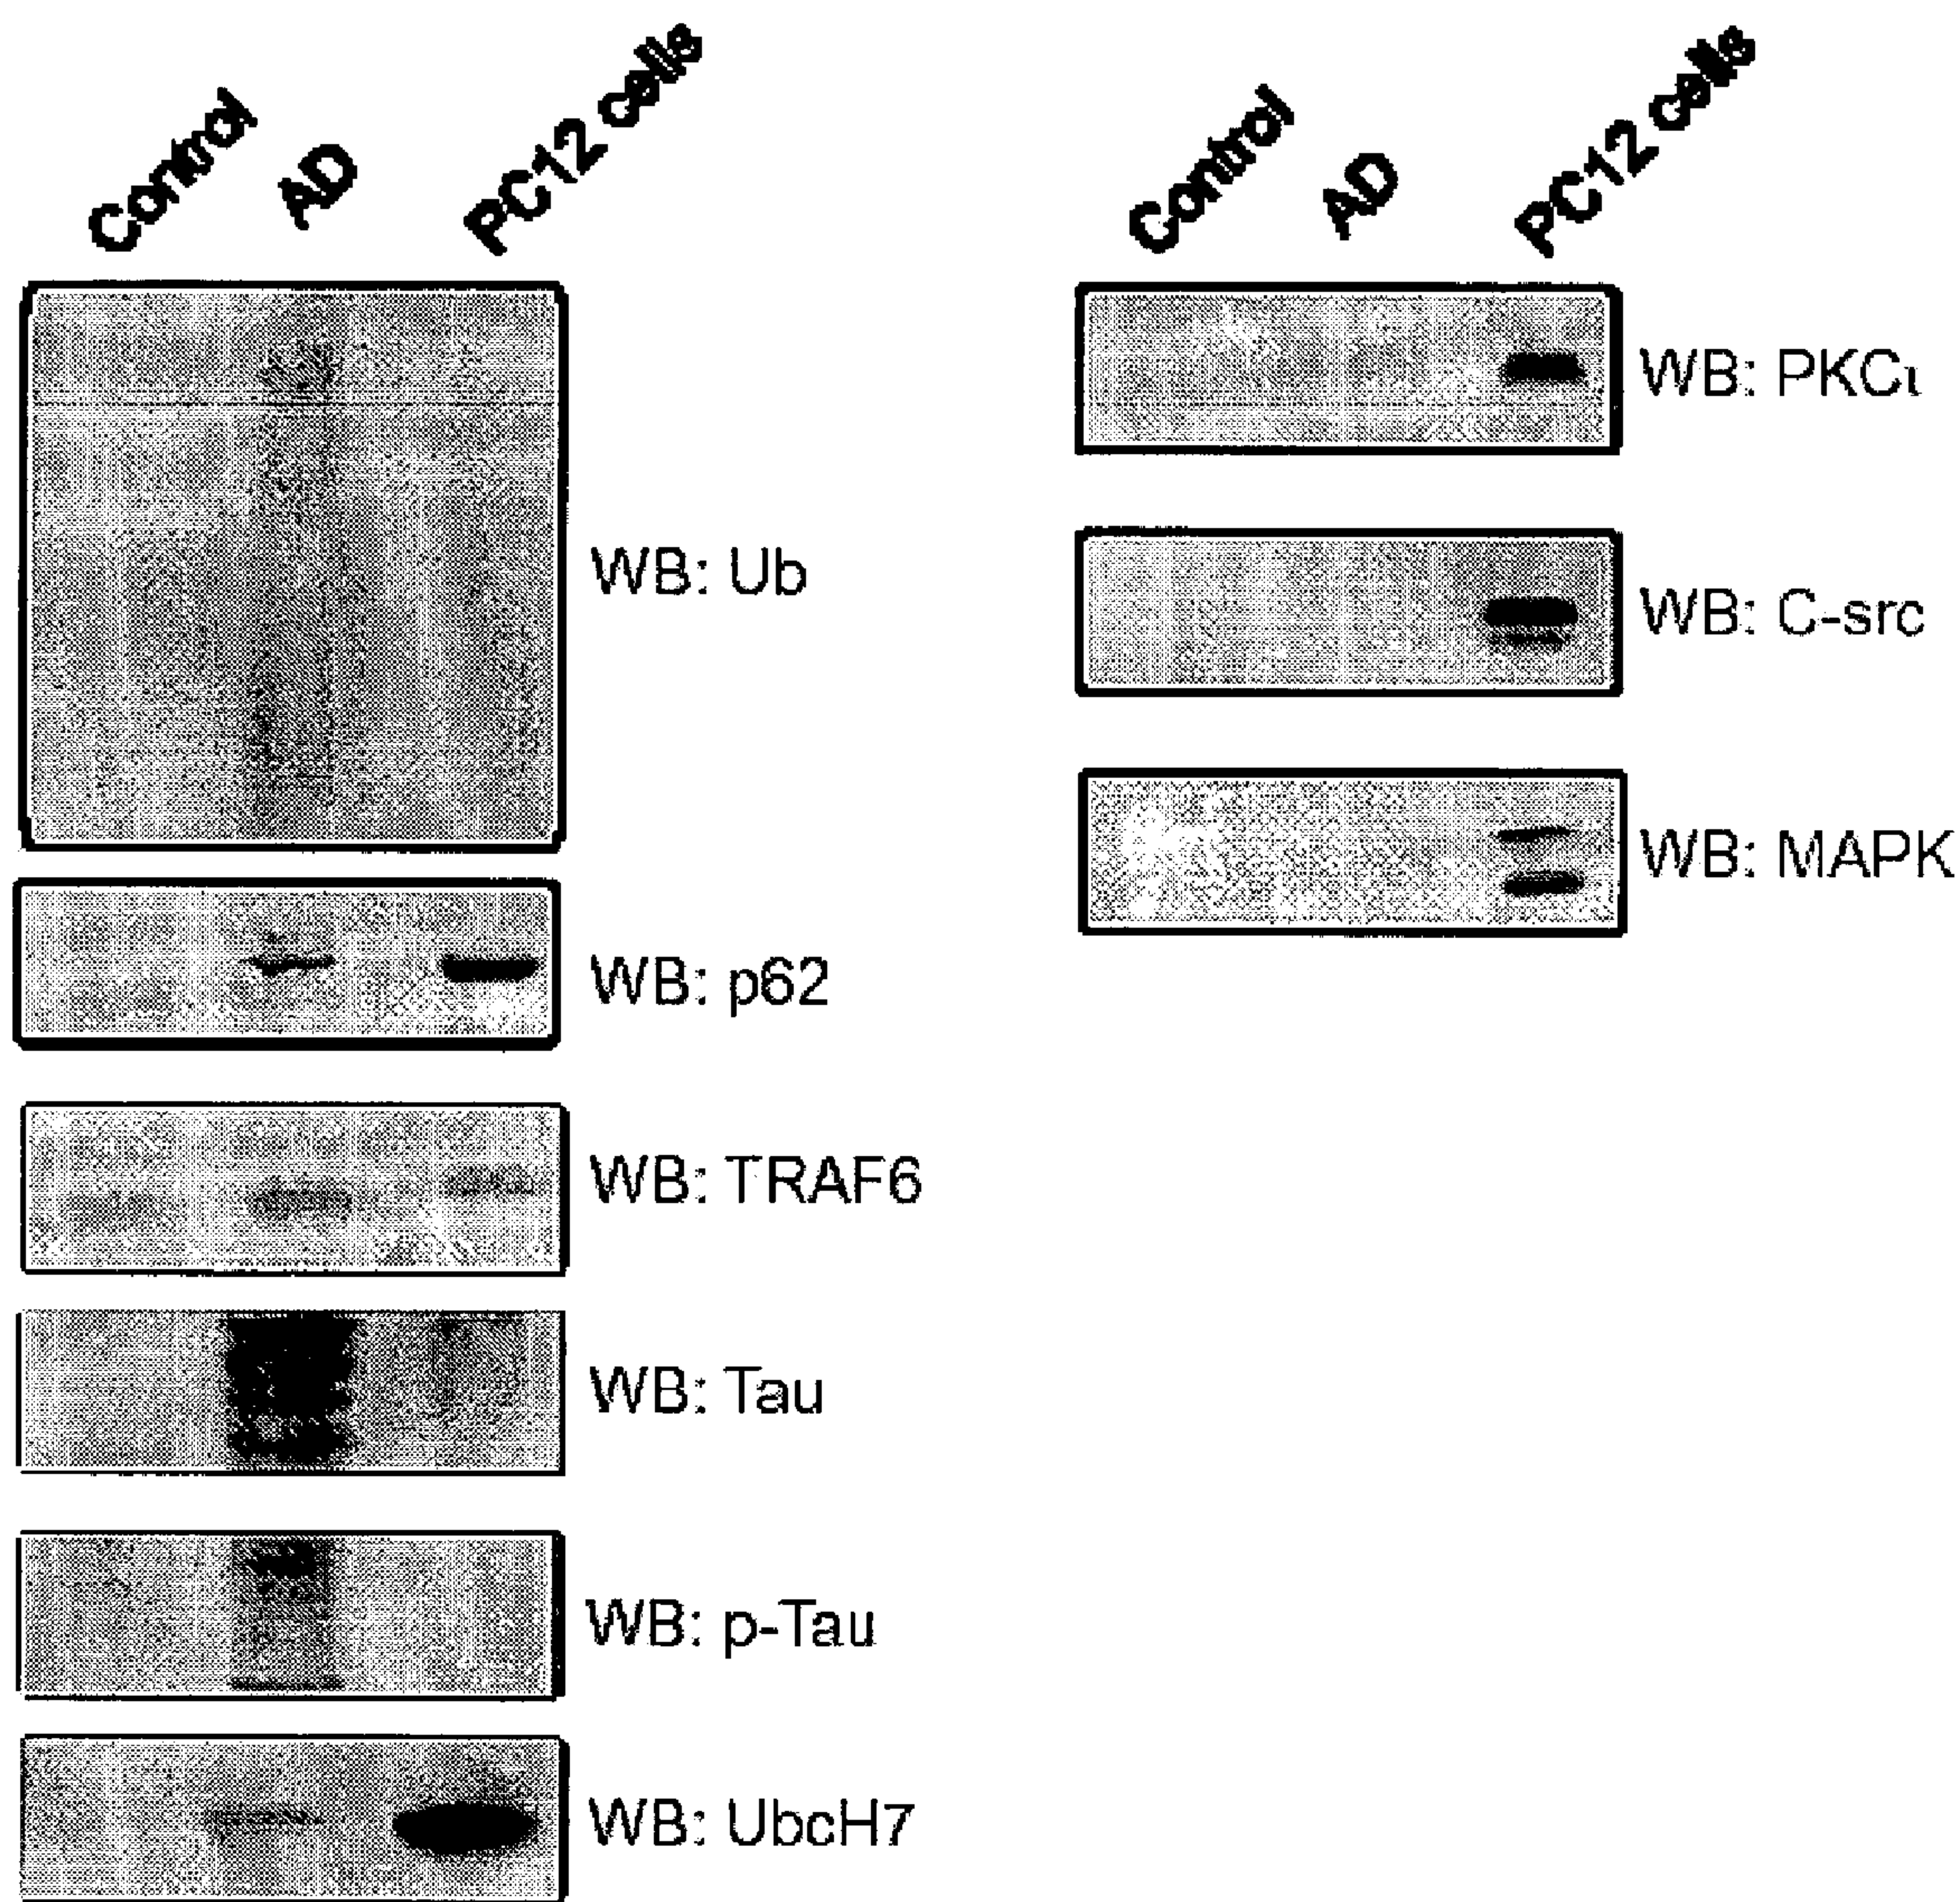 Control AD PC12 cells
WB: Ub
WB: p62
WB: TRAF6
WB: Tau
WB: p-Tau
WB: UbcH7
Control AD PC12 cells
WB: PKCι
WB: C-src
WB: MAPK